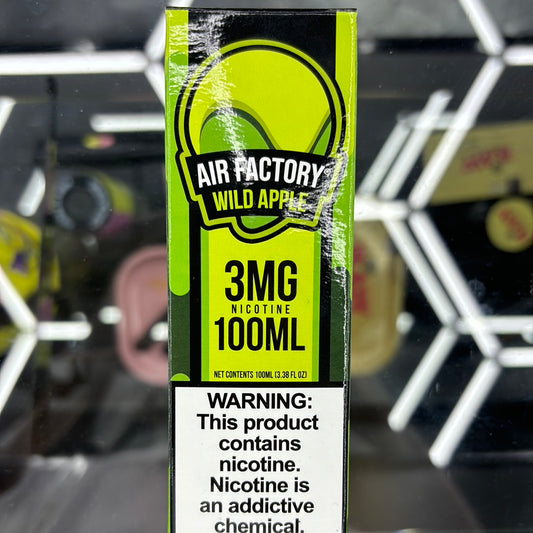 AIR FACTORY
WILD APPLE
3MG
NICOTINE
100ML
NET CONTENTS 100ML (3.38 FL OZ)
WARNING:
This product
contains
nicotine.
Nicotine is
an addictive
chemical.